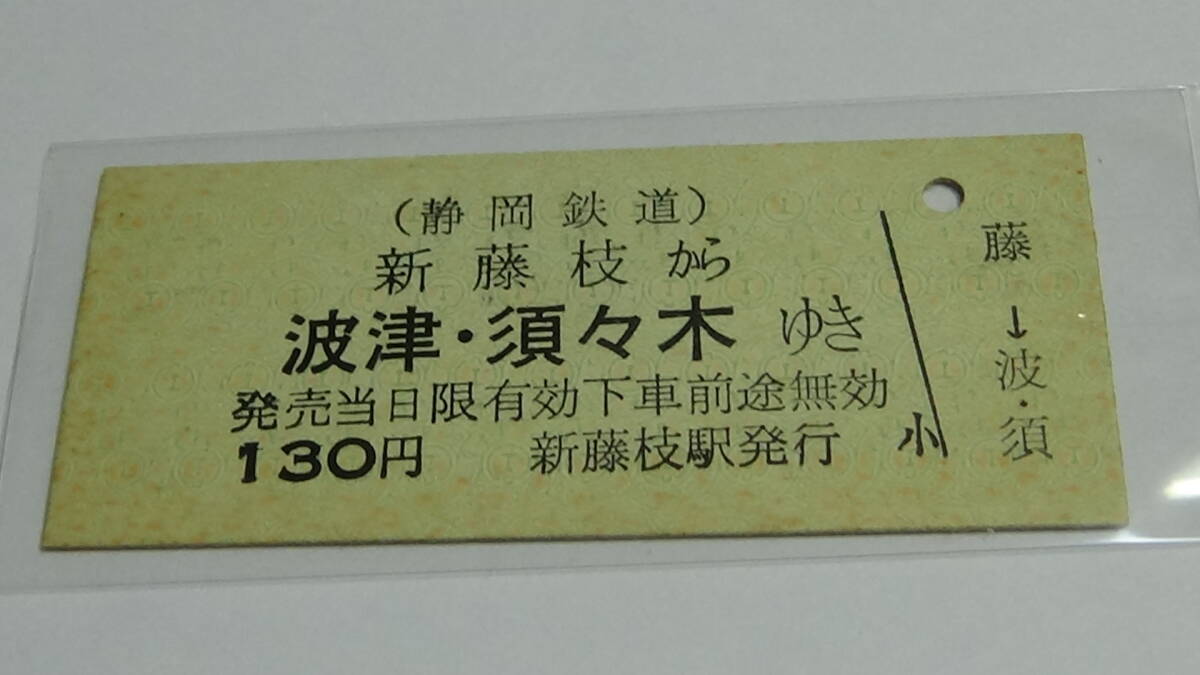 （静岡鉄道）
新藤枝から
波津・須々木ゆき
発売当日限有効下車前途無効
130円 新藤枝駅発行
小
藤
↓
波・須